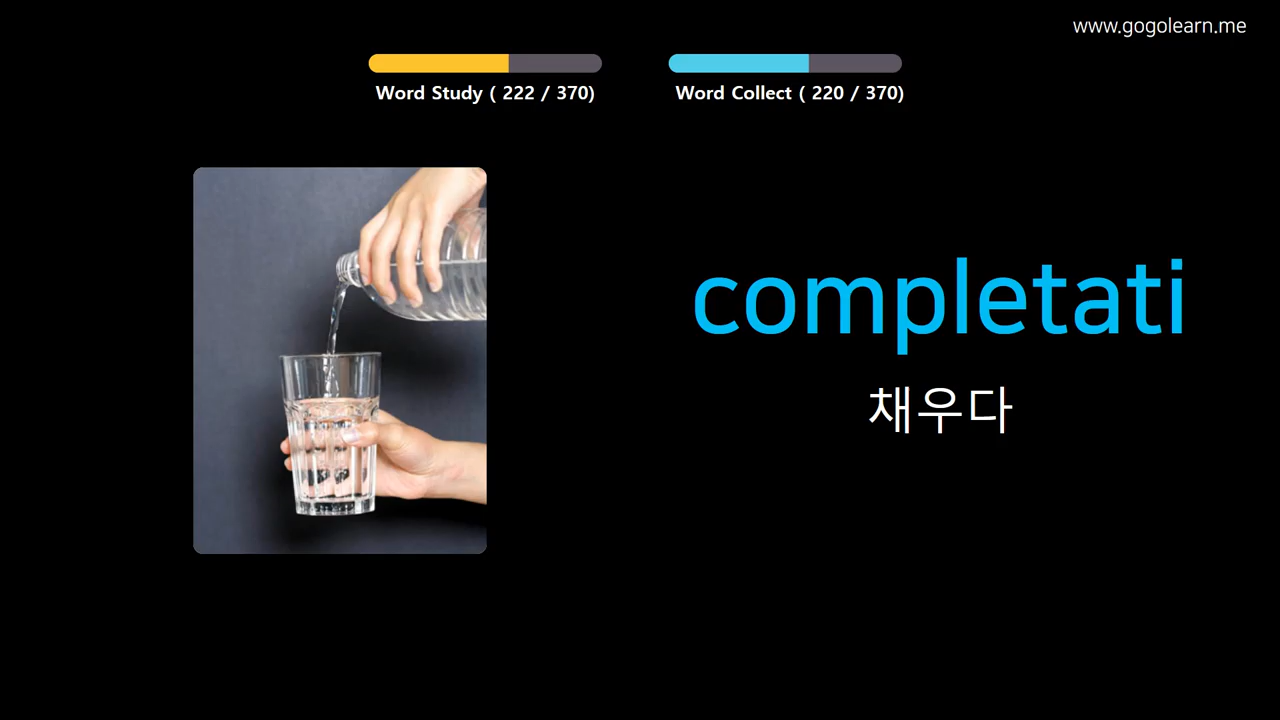 www.gogolearn.me
Word Study ( 222 / 370)
Word Collect ( 220 / 370)
completati
채우다